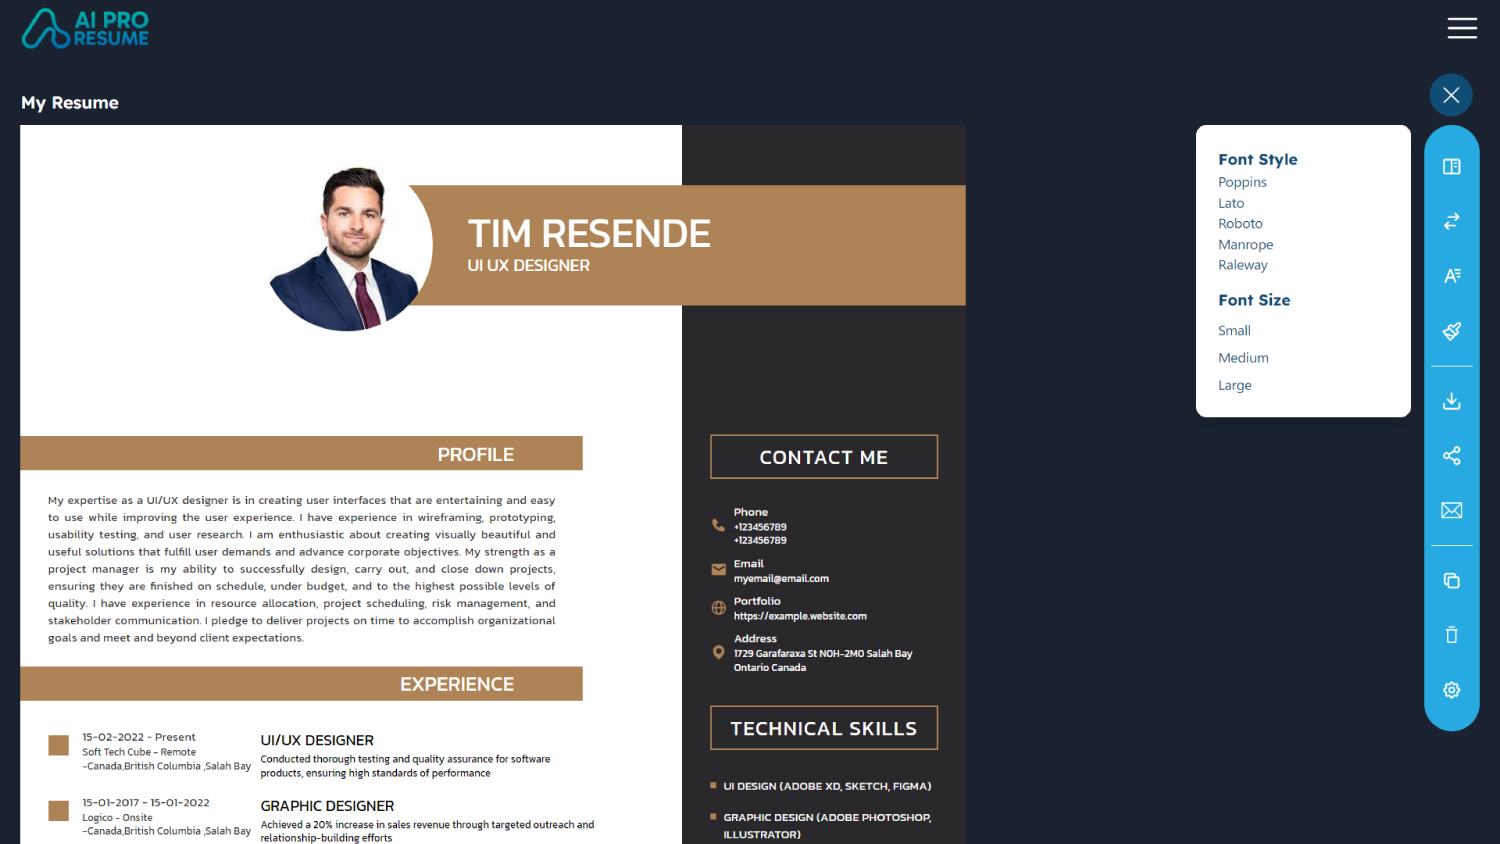 AI PRO
RESUME
My Resume
TIM RESENDE
UI UX DESIGNER
PROFILE
My expertise as a UI/UX designer is in creating user interfaces that are entertaining and easy
to use while improving the user experience. I have experience in wireframing, prototyping,
usability testing, and user research. I am enthusiastic about creating visually beautiful and
useful solutions that fulfill user demands and advance corporate objectives. My strength as a
project manager is my ability to successfully design, carry out, and close down projects,
ensuring they are finished on schedule, under budget, and to the highest possible levels of
quality. I have experience in resource allocation, project scheduling, risk management, and
stakeholder communication. I pledge to deliver projects on time to accomplish organizational
goals and meet and beyond client expectations.
EXPERIENCE
15-02-2022 - Present
Soft Tech Cube - Remote
-Canada,British Columbia ,Salah Bay
UI/UX DESIGNER
Conducted thorough testing and quality assurance for software
products, ensuring high standards of performance
15-01-2017 - 15-01-2022
Logico - Onsite
-Canada,British Columbia ,Salah Bay
GRAPHIC DESIGNER
Achieved a 20% increase in sales revenue through targeted outreach and
relationship-building efforts
CONTACT ME
Phone
+123456789
+123456789
Email
myemail@email.com
Portfolio
https://example.website.com
Address
1729 Garafaraxa St NOH-2MO Salah Bay
Ontario Canada
TECHNICAL SKILLS
UI DESIGN (ADOBE XD, SKETCH, FIGMA)
GRAPHIC DESIGN (ADOBE PHOTOSHOP,
ILLUSTRATOR)
Font Style
Poppins
Lato
Roboto
Manrope
Raleway
Font Size
Small
Medium
Large